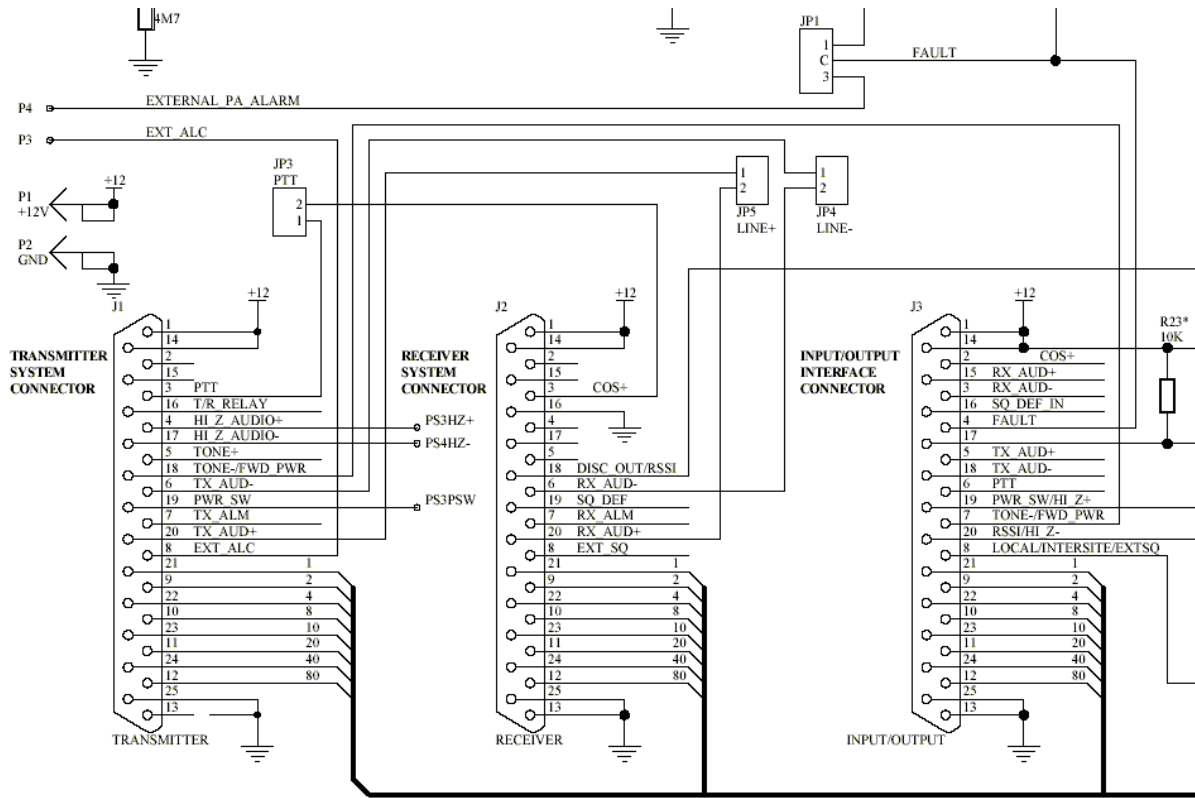 4M7
JP1
1
C
3
FAULT
P4
EXTERNAL_PA_ALARM
P3
EXT_ALC
P1
+12V
+12
JP3
PTT
2
1
1
2
JP5
LINE+
1
2
JP4
LINE-
P2
GND
J1
+12
TRANSMITTER
SYSTEM
CONNECTOR
1
14
2
15
3 PTT
16 T/R_RELAY
4 HI_Z_AUDIO+
17 HI_Z_AUDIO-
5 TONE+
18 TONE-/FWD_PWR
6 TX_AUD-
19 PWR_SW
7 TX_ALM
20 TX_AUD+
8 EXT_ALC
21 1
9 2
22 4
10 8
23 10
11 20
24 40
12 80
25
13
TRANSMITTER
PS3HZ+
PS4HZ-
PS3PSW
J2
+12
RECEIVER
SYSTEM
CONNECTOR
1
14
2
15
3 COS+
16
4
17
5
18 DISC_OUT/RSSI
6 RX_AUD-
19 SQ_DEF
7 RX_ALM
20 RX_AUD+
8 EXT_SQ
21 1
9 2
22 4
10 8
23 10
11 20
24 40
12 80
25
13
RECEIVER
J3
+12
INPUT/OUTPUT
INTERFACE
CONNECTOR
R23*
10K
1
14
2 COS+
15 RX_AUD+
3 RX_AUD-
16 SQ_DEF_IN
4 FAULT
17
5 TX_AUD+
18 TX_AUD-
6 PTT
19 PWR_SW/HI_Z+
7 TONE-/FWD_PWR
20 RSSI/HI_Z-
8 LOCAL/INTERSITE/EXTSQ
21 1
9 2
22 4
10 8
23 10
11 20
24 40
12 80
25
13
INPUT/OUTPUT